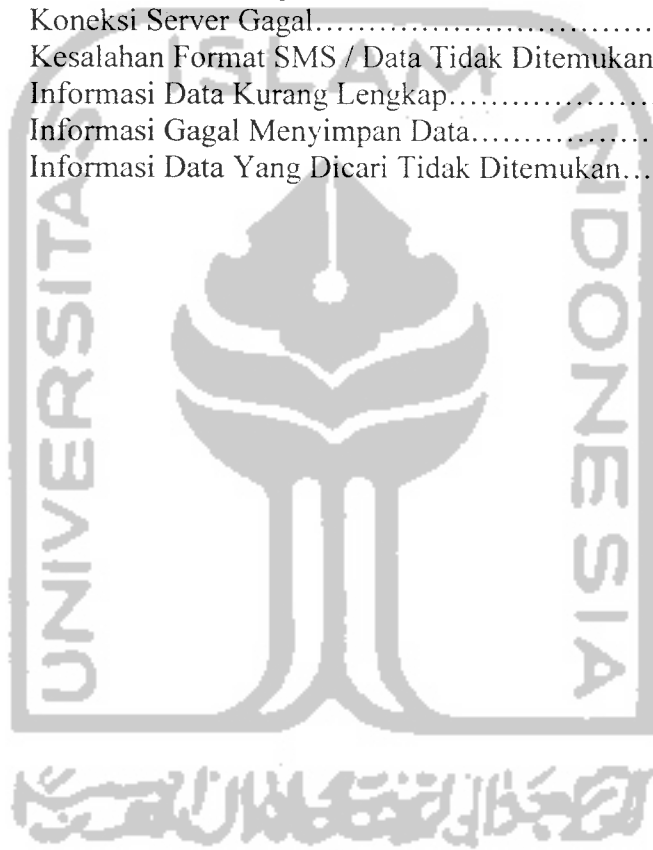 Koneksi Server Gagal..............................
Kesalahan Format SMS / Data Tidak Ditemukan
Informasi Data Kurang Lengkap....................
Informasi Gagal Menyimpan Data.................
Informasi Data Yang Dicari Tidak Ditemukan...
ISLAM
UNIVERSITAS
INDONESIA